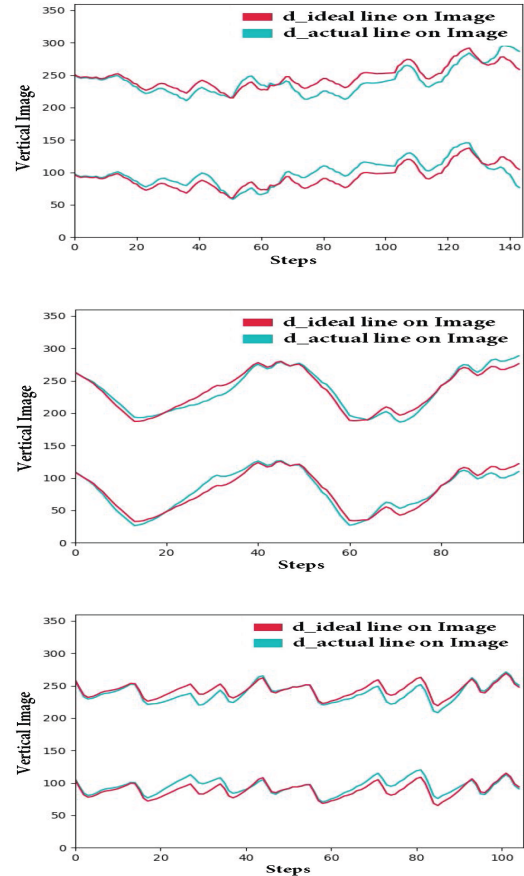 d_ideal line on Image
d_actual line on Image
350
300
250
200
150
100
50
0
Vertical Image
0 20 40 60 80 100 120 140
Steps
d_ideal line on Image
d_actual line on Image
350
300
250
200
150
100
50
0
Vertical Image
0 20 40 60 80
Steps
d_ideal line on Image
d_actual line on Image
350
300
250
200
150
100
50
0
Vertical Image
0 20 40 60 80 100
Steps